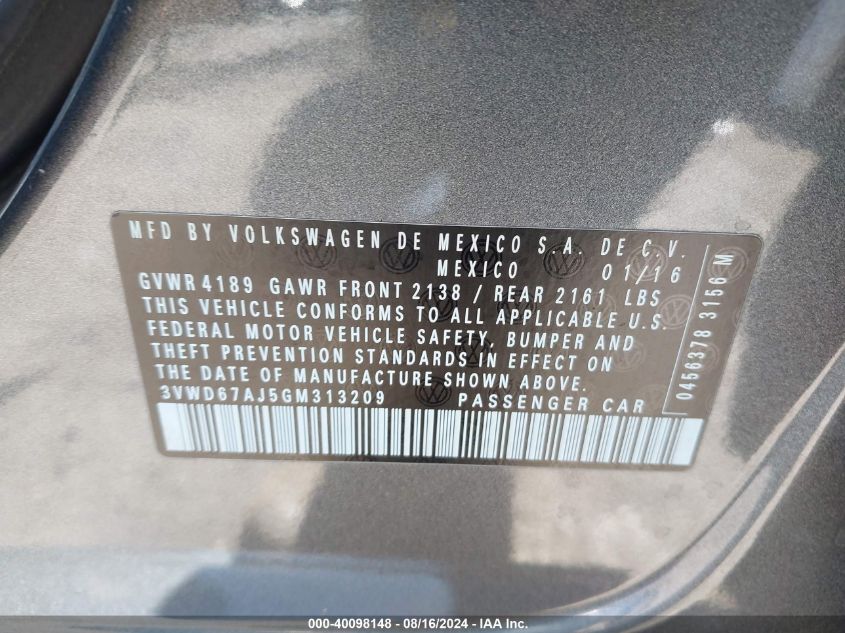 MFD BY VOLKSWAGEN DE MEXICO S.A. DE C.V.
MEXICO 01/16
GVWR 4189 GAWR FRONT 2138 / REAR 2161 LBS
THIS VEHICLE CONFORMS TO ALL APPLICABLE U.S.
FEDERAL MOTOR VEHICLE SAFETY, BUMPER AND
THEFT PREVENTION STANDARDS IN EFFECT ON
THE DATE OF MANUFACTURE SHOWN ABOVE.
3VWD67AJ5GM313209 PASSENGER CAR
0456378 3156 M
000-40098148 - 08/16/2024 - IAA Inc.